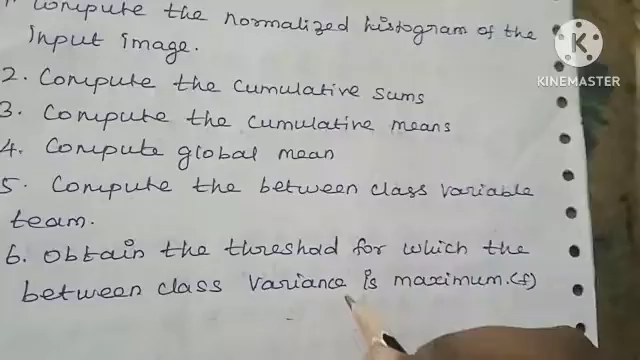 1. Compute the normalized histogram of the
input image.
2. Compute the cumulative sums
3. Compute the cumulative means
4. Compute global mean
5. Compute the between class variable
team.
6. Obtain the threshad for which the
between class variance is maximum. (f)
KINEMASTER